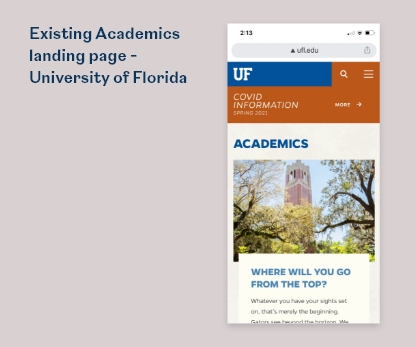 Existing Academics
landing page -
University of Florida
2:13
ufl.edu
UF
COVID
INFORMATION
SPRING 2021
MORE →
ACADEMICS
WHERE WILL YOU GO
FROM THE TOP?
Whatever you have your sights set
on, that's merely the beginning.
Gators see beyond the horizon. We